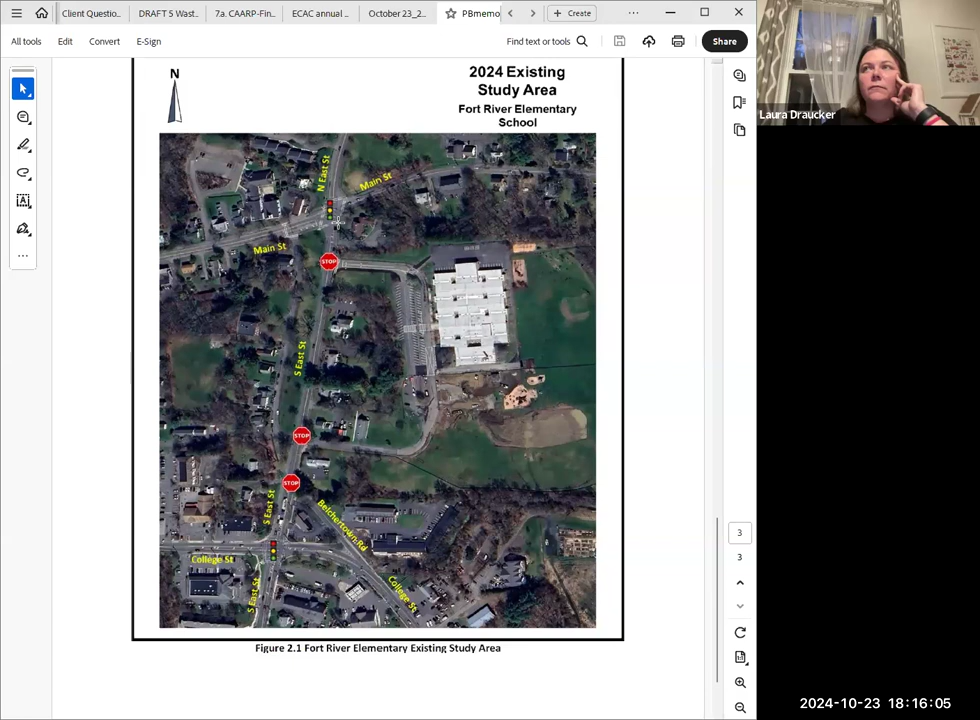 Client Questio...
DRAFT S Wast...
7a. CAARP-Fin...
ECAC annual ...
October 23_2...
PBmemo
Create
All tools
Edit
Convert
E-Sign
Find text or tools
Share
N
2024 Existing
Study Area
Fort River Elementary
School
N East St
Main St
Main St
STOP
S East St
STOP
STOP
S East St
Belchertown Rd
College St
College St
S East St
Figure 2.1 Fort River Elementary Existing Study Area
3
3
Laura Draucker
2024-10-23 18:16:05